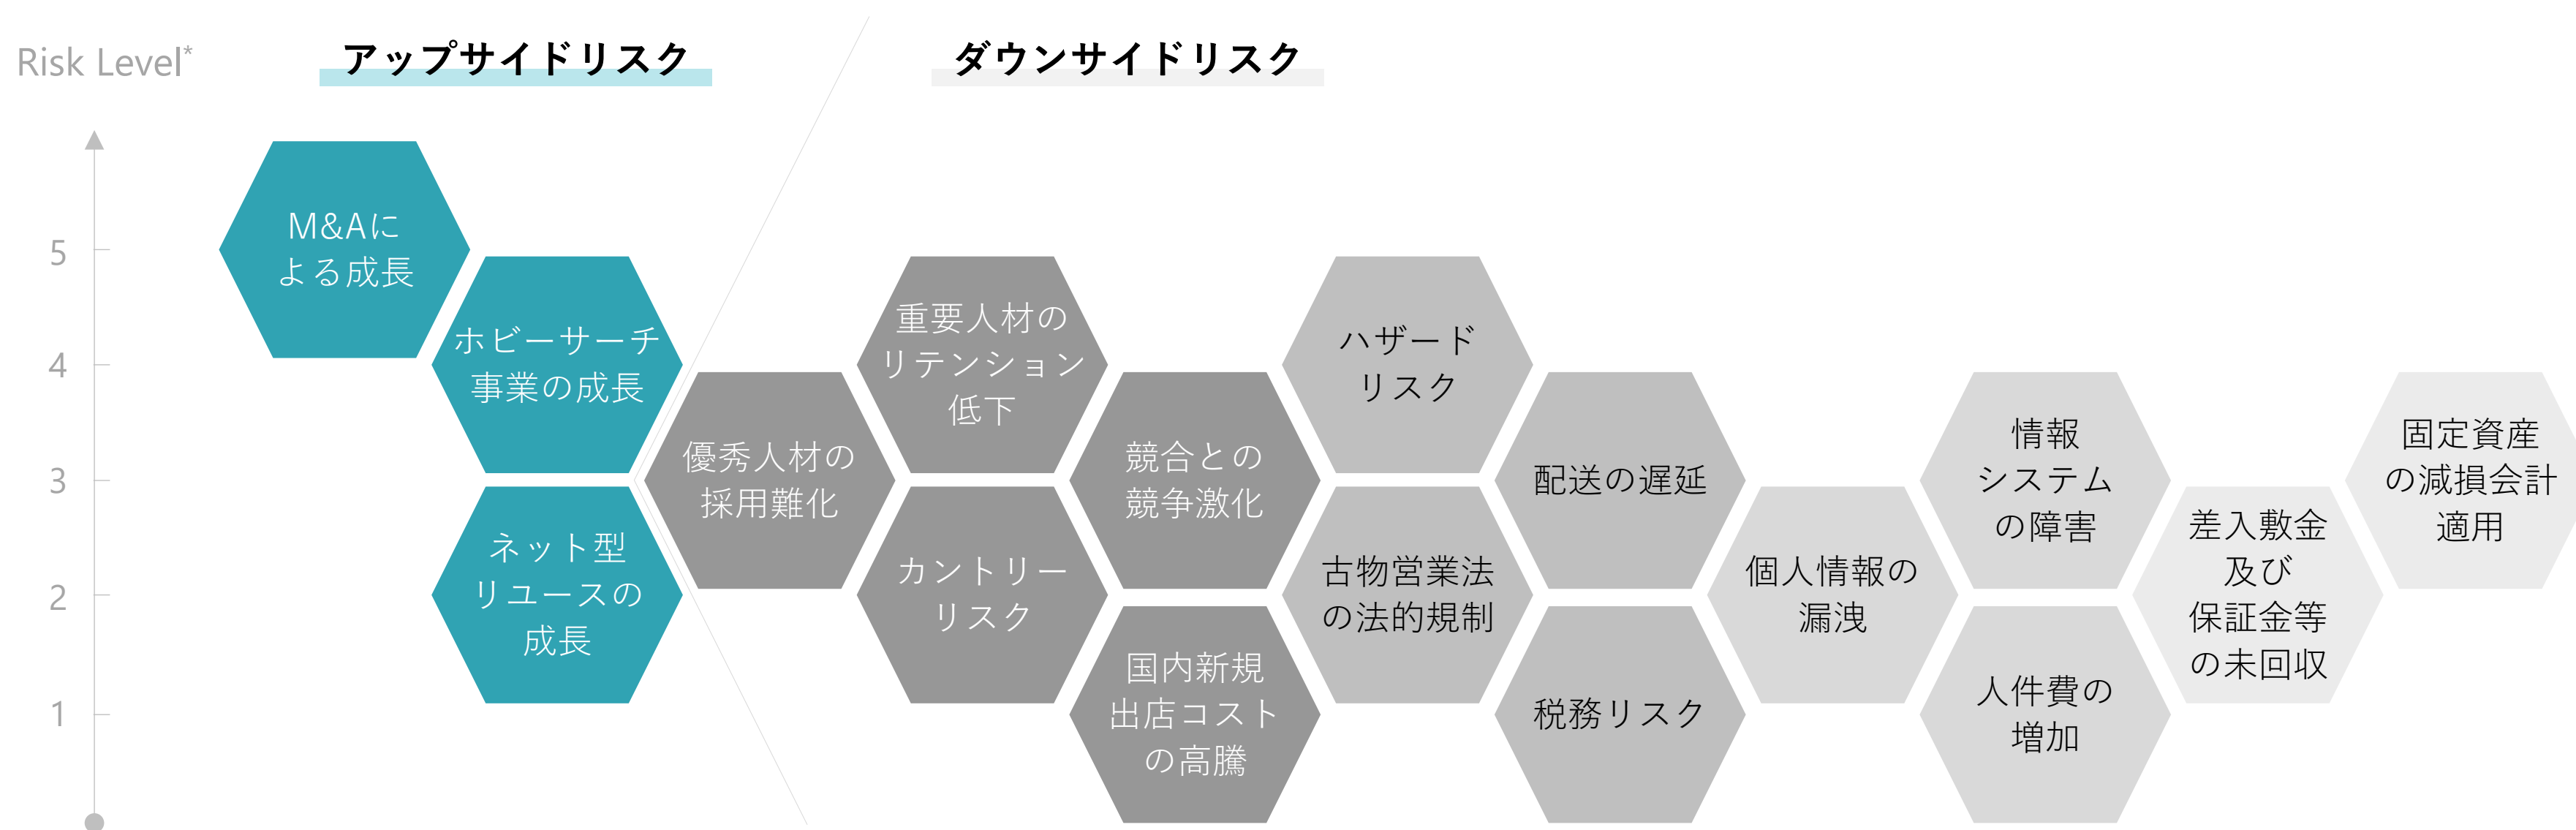 Risk Level*
アップサイドリスク
ダウンサイドリスク
5
4
3
2
1
M&Aに
よる成長
ホビーサーチ
事業の成長
ネット型
リユースの
成長
優秀人材の
採用難化
重要人材の
リテンション
低下
カントリー
リスク
競合との
競争激化
国内新規
出店コスト
の高騰
ハザード
リスク
古物営業法
の法的規制
配送の遅延
税務リスク
個人情報の
漏洩
情報
システム
の障害
人件費の
増加
差入敷金
及び
保証金等
の未回収
固定資産
の減損会計
適用